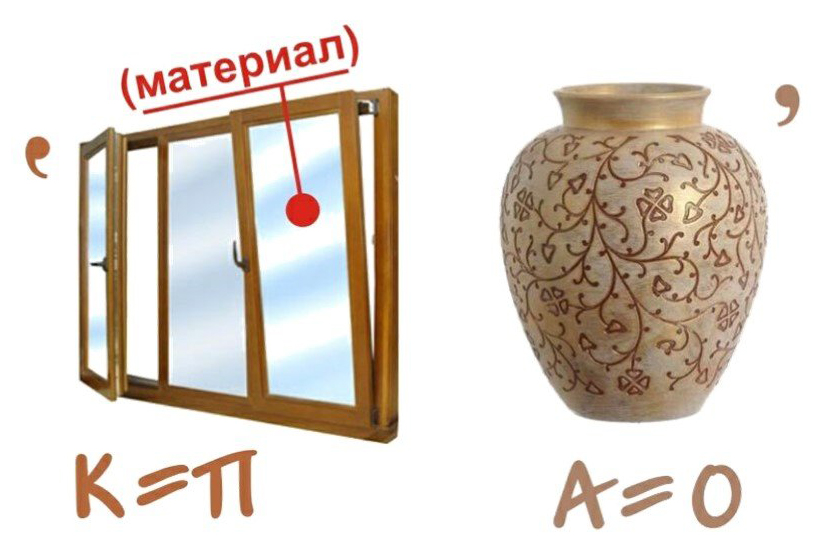 (материал)
, ,
К=П А=О